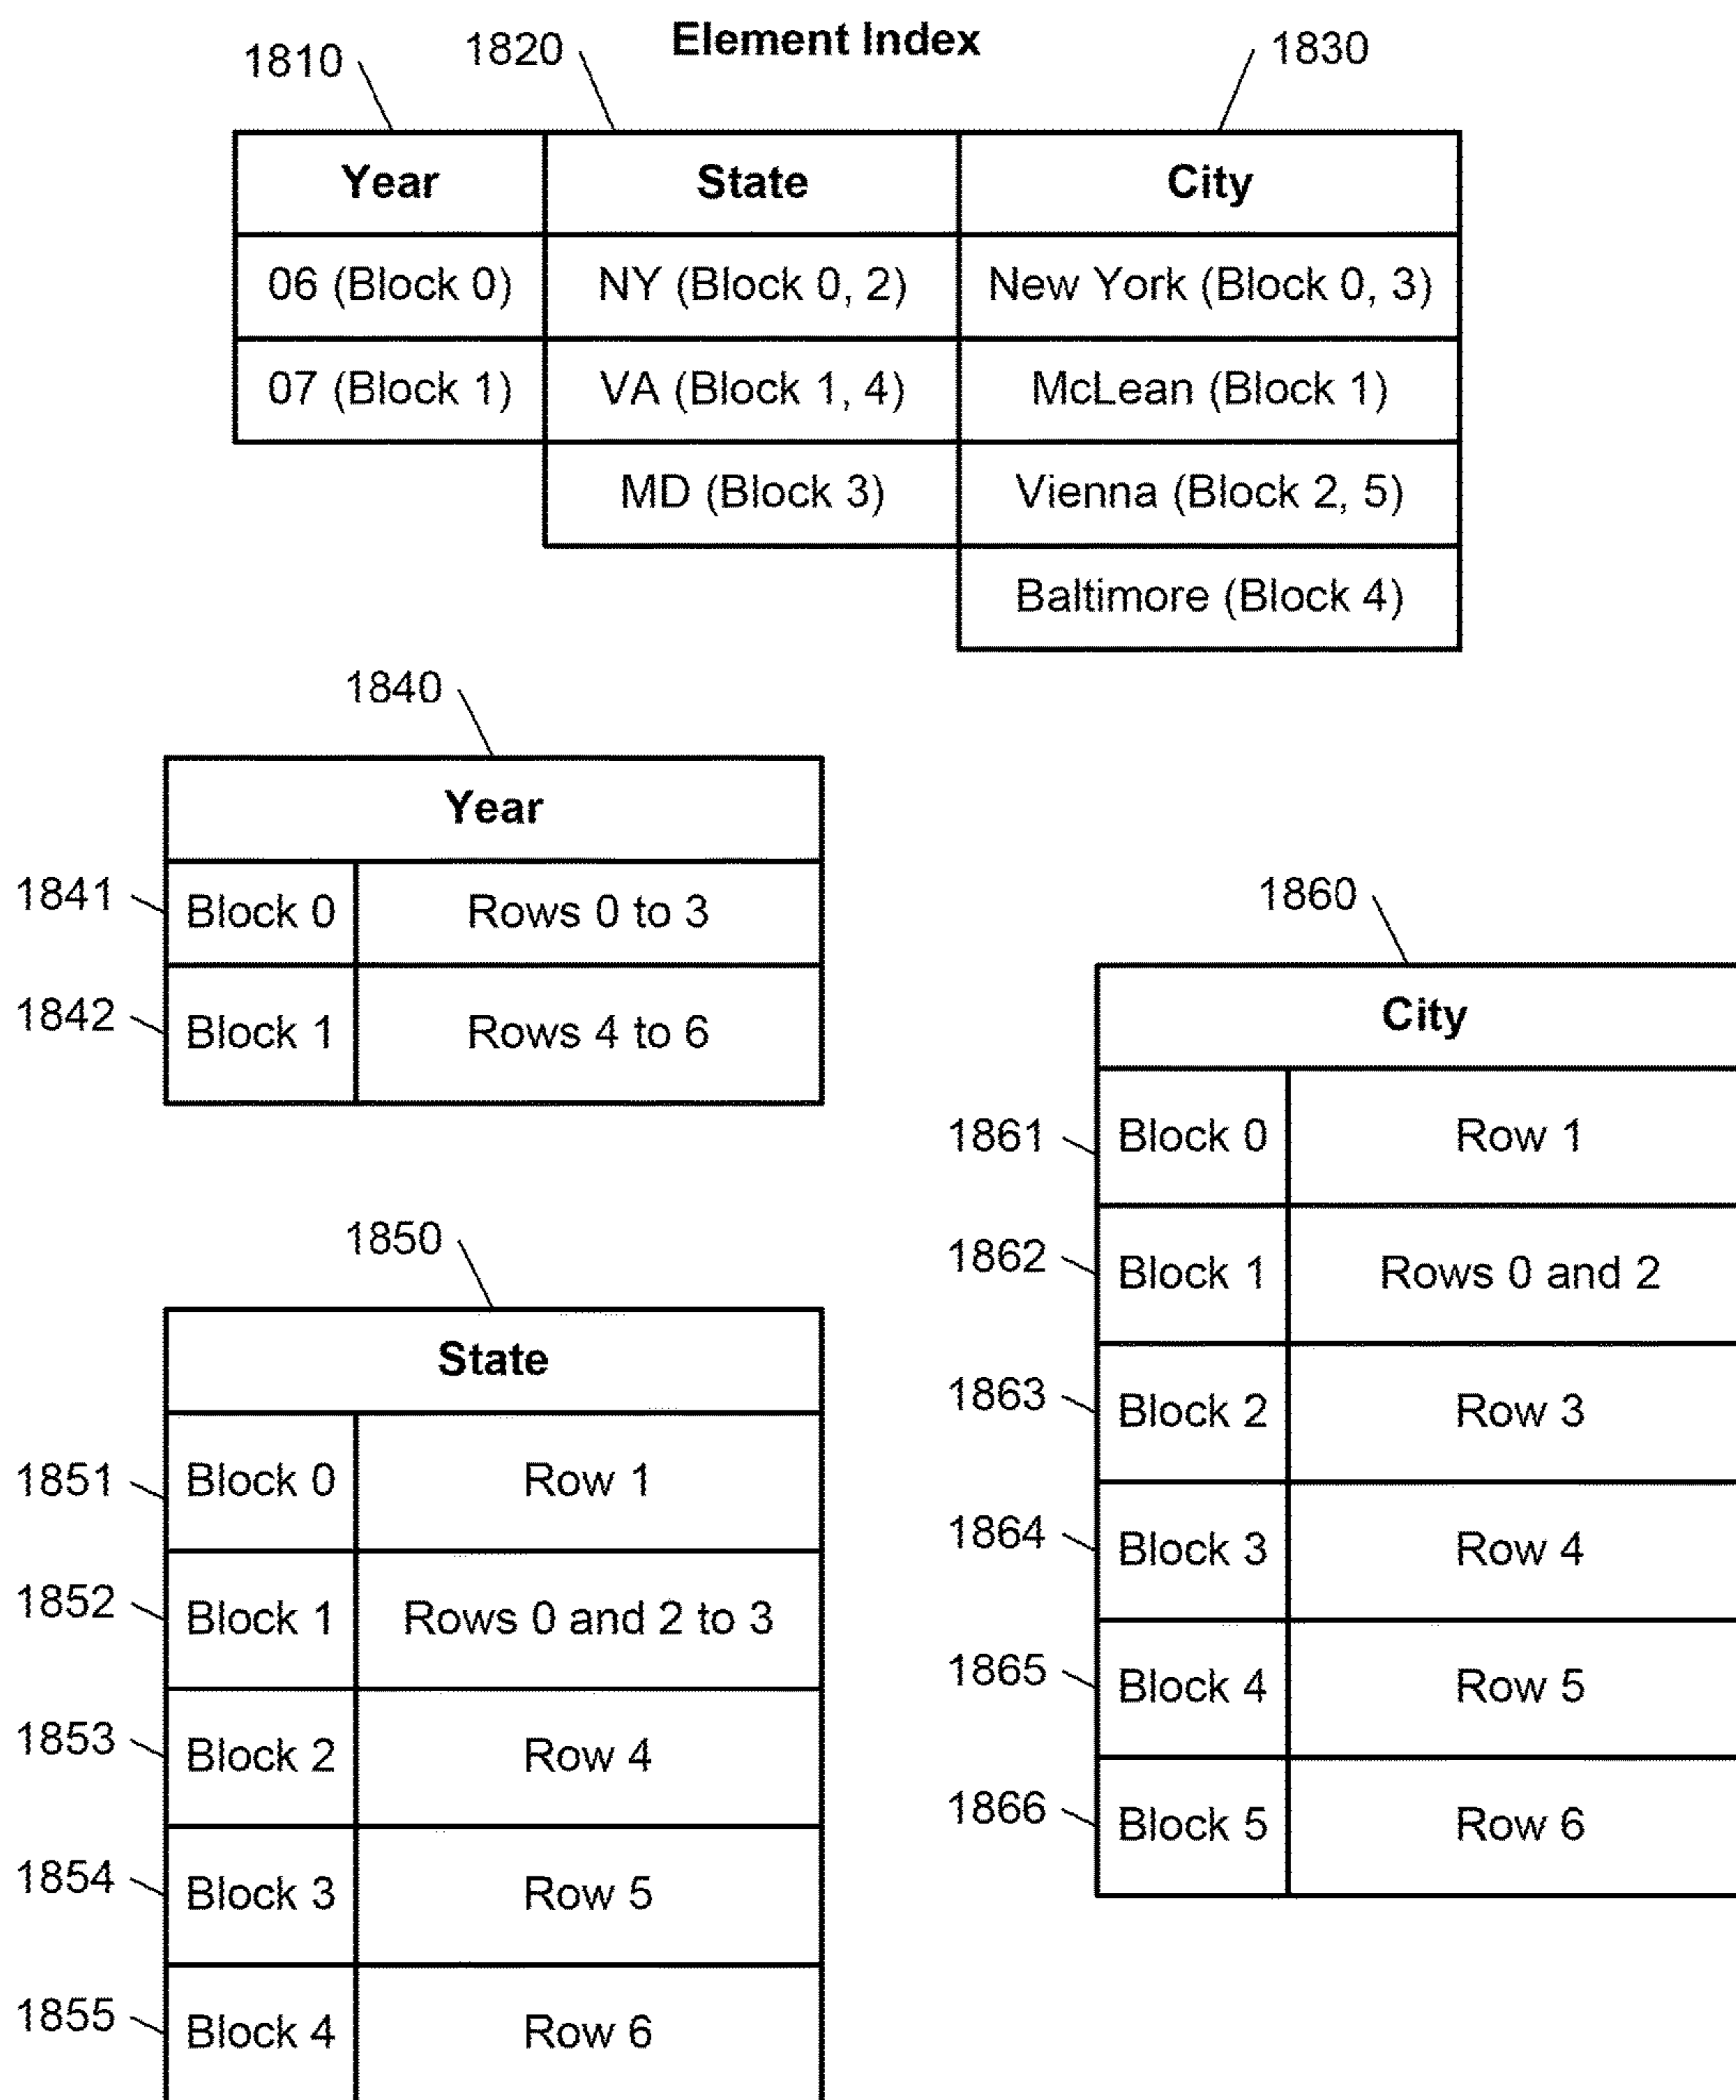 Element Index
1810 1820 1830
Year State City
06 (Block 0) NY (Block 0, 2) New York (Block 0, 3)
07 (Block 1) VA (Block 1, 4) McLean (Block 1)
MD (Block 3) Vienna (Block 2, 5)
Baltimore (Block 4)
1840
Year
1841 Block 0 Rows 0 to 3
1842 Block 1 Rows 4 to 6
1850
State
1851 Block 0 Row 1
1852 Block 1 Rows 0 and 2 to 3
1853 Block 2 Row 4
1854 Block 3 Row 5
1855 Block 4 Row 6
1860
City
1861 Block 0 Row 1
1862 Block 1 Rows 0 and 2
1863 Block 2 Row 3
1864 Block 3 Row 4
1865 Block 4 Row 5
1866 Block 5 Row 6